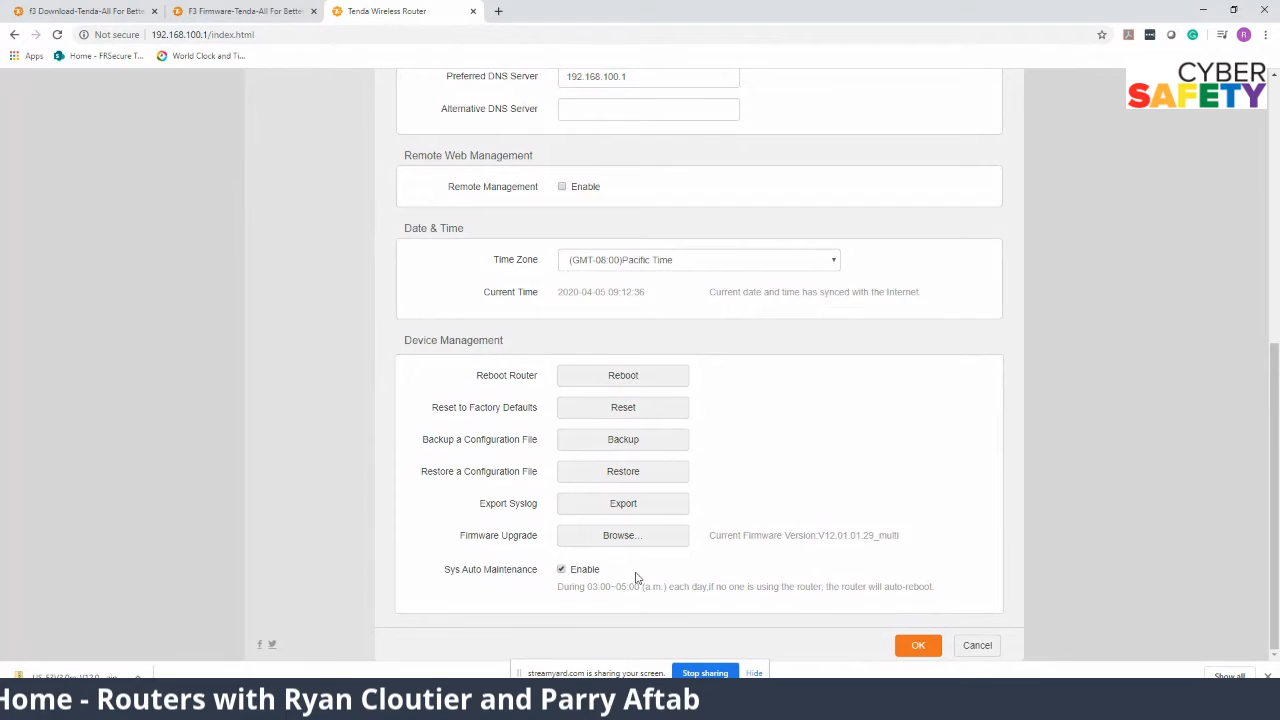 f3 Download-Tenda-All For Better
F3 Firmware-Tenda-All For Better
Tenda Wireless Router
Not secure
192.168.100.1/index.html
Apps
Home - FRSecure T...
World Clock and Ti...
R
CYBER
SAFETY
Preferred DNS Server
192.168.100.1
Alternative DNS Server
Remote Web Management
Remote Management
Enable
Date & Time
Time Zone
(GMT-08:00)Pacific Time
Current Time
2020-04-05 09:12:36
Current date and time has synced with the Internet.
Device Management
Reboot Router
Reboot
Reset to Factory Defaults
Reset
Backup a Configuration File
Backup
Restore a Configuration File
Restore
Export Syslog
Export
Firmware Upgrade
Browse...
Current Firmware Version:V12.01.01.29_multi
Sys Auto Maintenance
Enable
During 03:00~05:00 (a.m.) each day,if no one is using the router, the router will auto-reboot.
OK
Cancel
streamyard.com is sharing your screen.
Stop sharing
Hide
Show all
Home - Routers with Ryan Cloutier and Parry Aftab